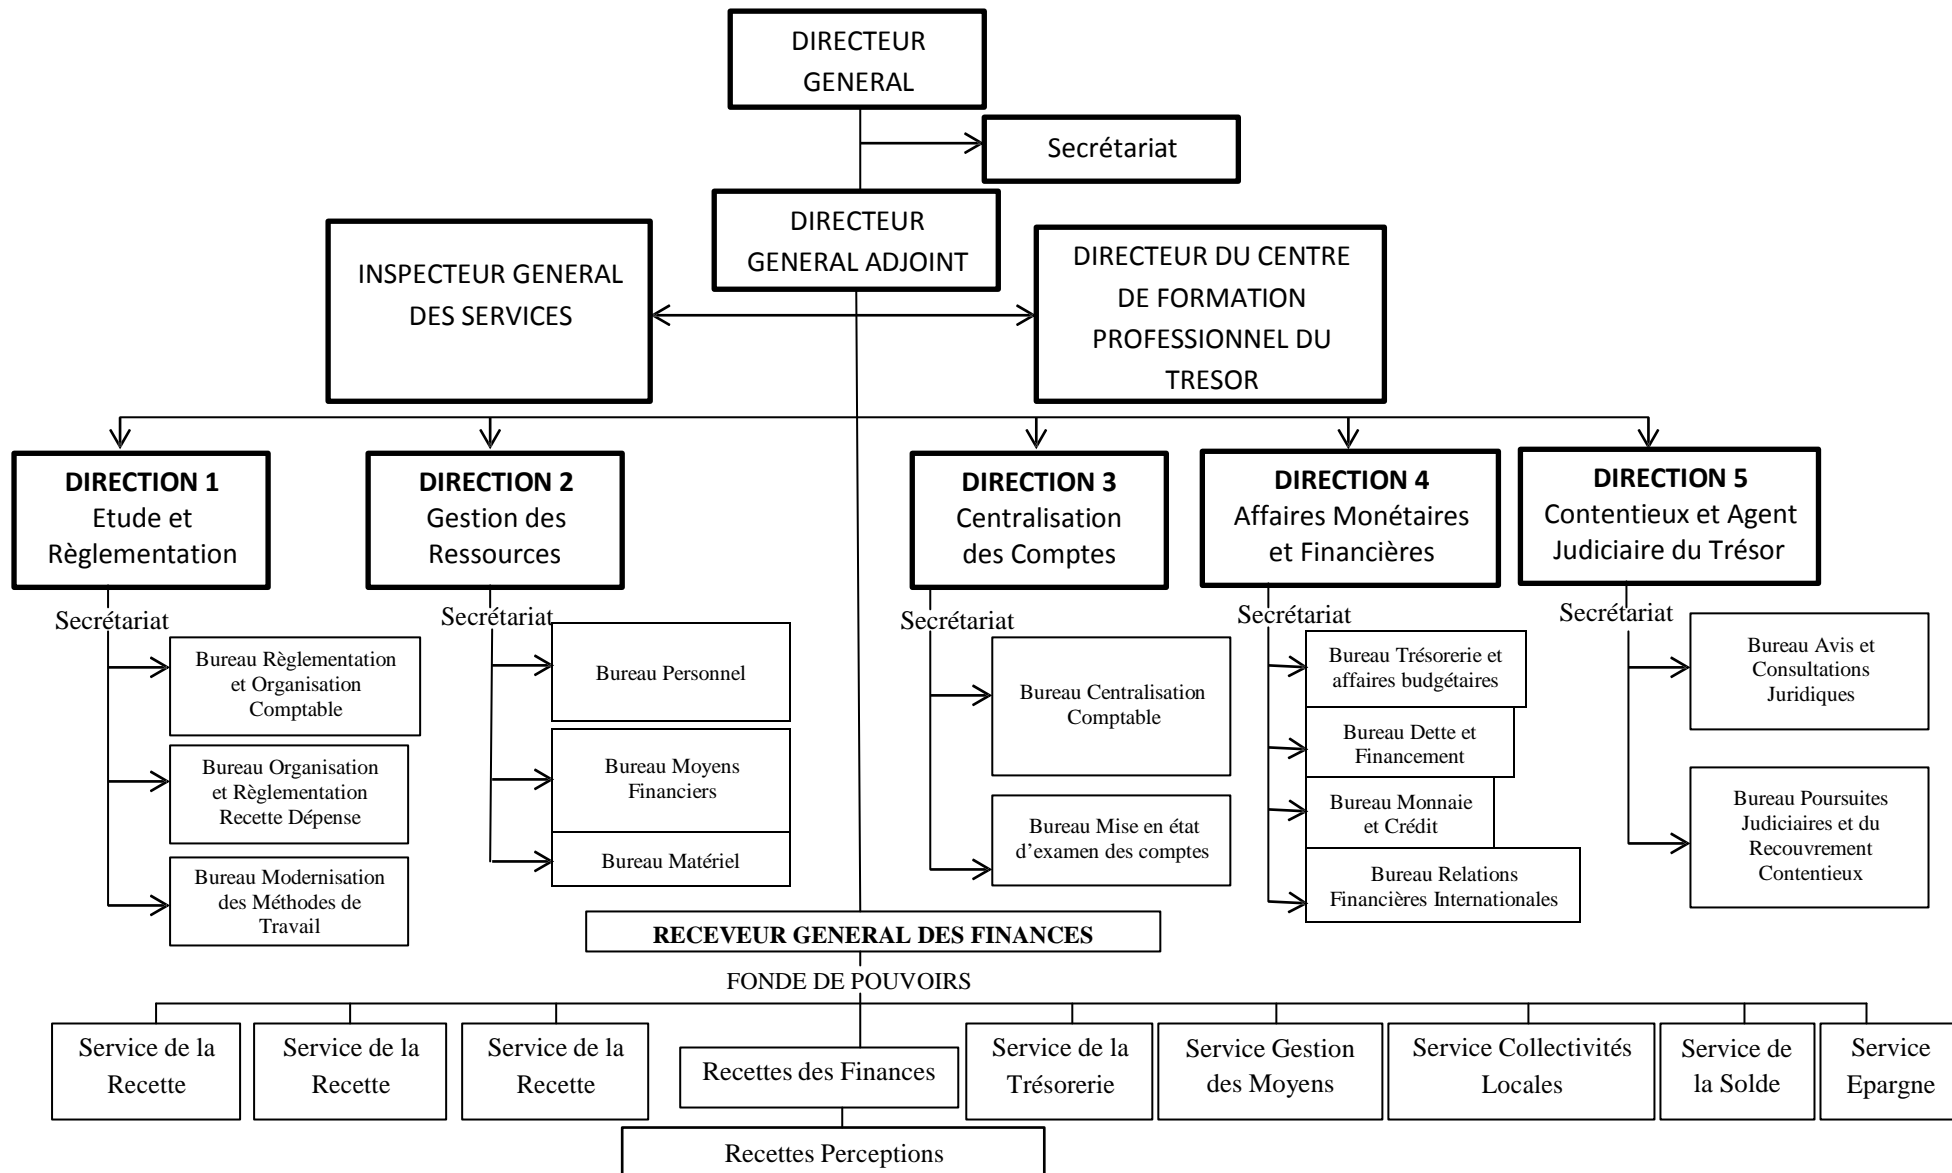 DIRECTEUR
GENERAL
Secrétariat
DIRECTEUR
GENERAL ADJOINT
INSPECTEUR GENERAL
DES SERVICES
DIRECTEUR DU CENTRE
DE FORMATION
PROFESSIONNEL DU
TRESOR
DIRECTION 1
Etude et
Règlementation
DIRECTION 2
Gestion des
Ressources
DIRECTION 3
Centralisation
des Comptes
DIRECTION 4
Affaires Monétaires
et Financières
DIRECTION 5
Contentieux et Agent
Judiciaire du Trésor
Secrétariat
Bureau Règlementation
et Organisation
Comptable
Bureau Organisation
et Règlementation
Recette Dépense
Bureau Modernisation
des Méthodes de
Travail
Secrétariat
Bureau Personnel
Bureau Moyens
Financiers
Bureau Matériel
Secrétariat
Bureau Centralisation
Comptable
Bureau Mise en état
d’examen des comptes
Secrétariat
Bureau Trésorerie et
affaires budgétaires
Bureau Dette et
Financement
Bureau Monnaie
et Crédit
Bureau Relations
Financières Internationales
Secrétariat
Bureau Avis et
Consultations
Juridiques
Bureau Poursuites
Judiciaires et du
Recouvrement
Contentieux
RECEVEUR GENERAL DES FINANCES
FONDE DE POUVOIRS
Service de la
Recette
Service de la
Recette
Service de la
Recette
Recettes des Finances
Service de la
Trésorerie
Service Gestion
des Moyens
Service Collectivités
Locales
Service de
la Solde
Service
Epargne
Recettes Perceptions